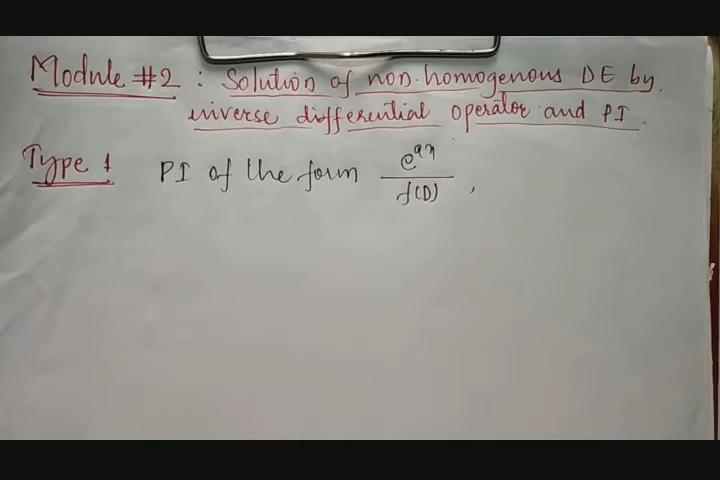 Module #2 : Solution of non-homogenous DE by
inverse differential operator and PI.
Type 1 PI of the form e^{ax}/f(D) ,